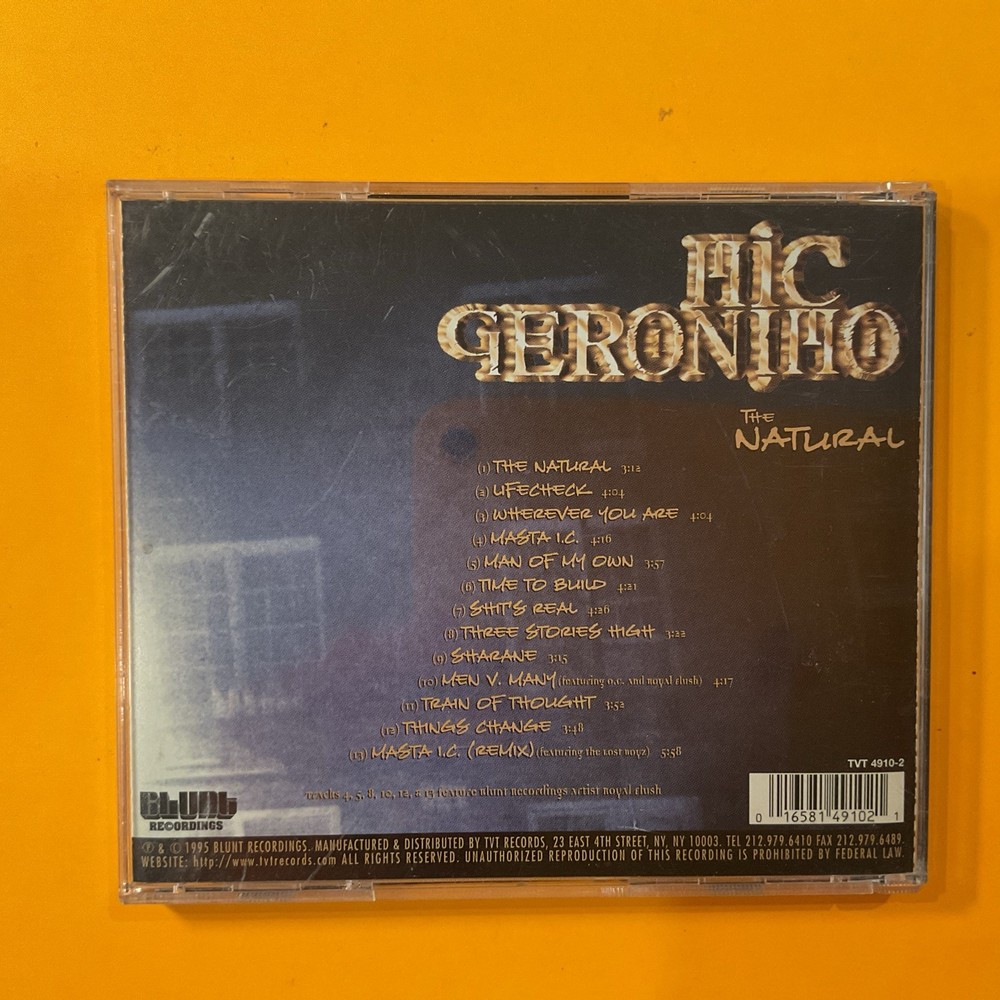 MIC
GERONIMO
THE
NATURAL
(1) THE NATURAL 3:12
(2) LIFECHECK 4:04
(3) WHEREVER YOU ARE 4:04
(4) MASTA I.C. 4:16
(5) MAN OF MY OWN 3:57
(6) TIME TO BUILD 4:21
(7) SHIT'S REAL 4:26
(8) THREE STORIES HIGH 3:22
(9) SHARANE 3:15
(10) MEN V. MANY (featuring o.c. and royal flush) 4:17
(11) TRAIN OF THOUGHT 3:52
(12) THINGS CHANGE 3:48
(13) MASTA I.C. (REMIX) (featuring the Lost boyz) 5:58
Tracks 4, 5, 8, 10, 12, & 13 feature Blunt Recordings artist Royal Flush
TVT 4910-2
0 16581 49102 1
BLUNT
RECORDINGS
℗ & © 1995 BLUNT RECORDINGS. MANUFACTURED & DISTRIBUTED BY TVT RECORDS, 23 EAST 4TH STREET, NY, NY 10003. TEL 212.979.6410 FAX 212.979.6489.
WEBSITE: http://www.tvtrecords.com ALL RIGHTS RESERVED. UNAUTHORIZED REPRODUCTION OF THIS RECORDING IS PROHIBITED BY FEDERAL LAW.